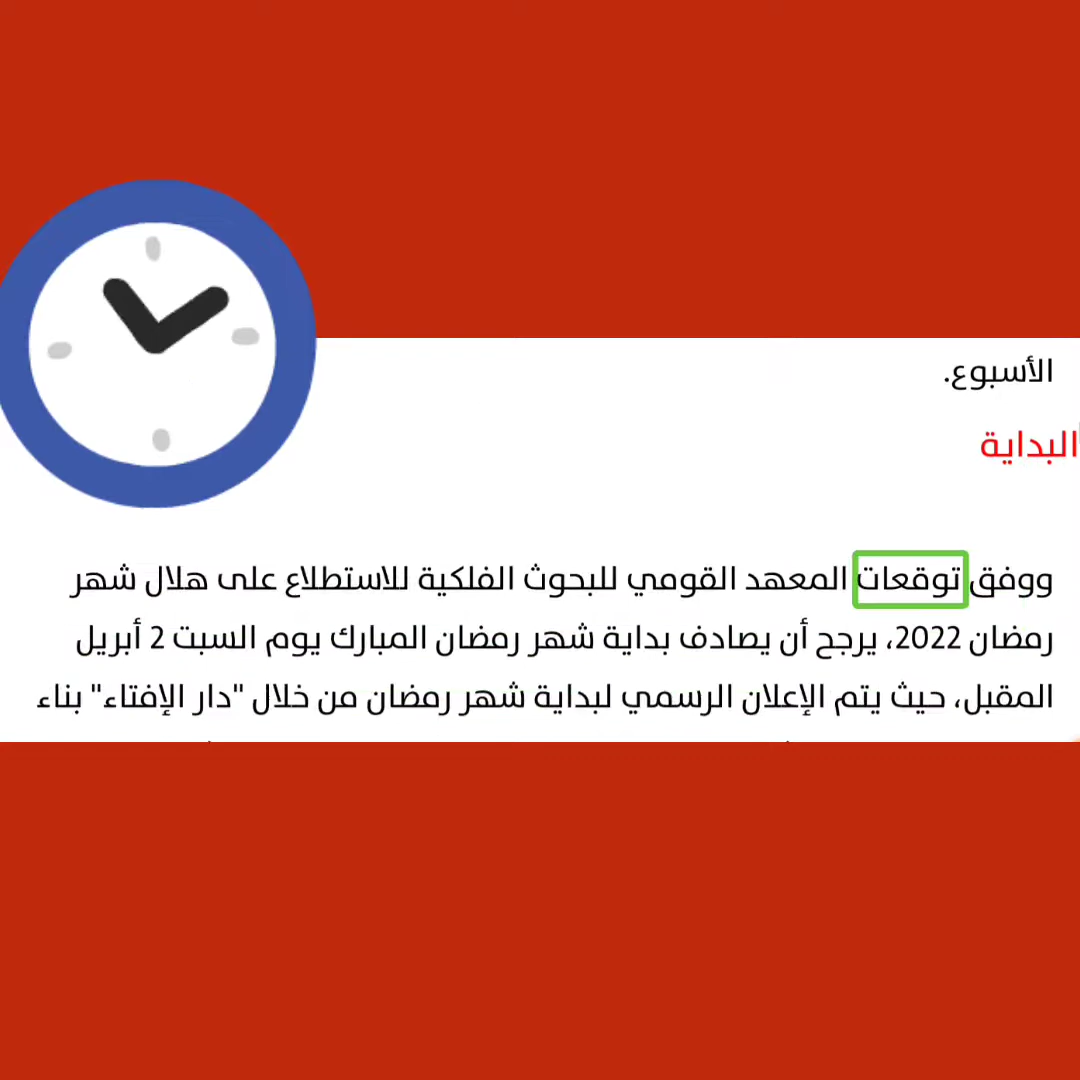 الأسبوع.
البداية
ووفق توقعات المعهد القومي للبحوث الفلكية للاستطلاع على هلال شهر
رمضان 2022، يرجح أن يصادف بداية شهر رمضان المبارك يوم السبت 2 أبريل
المقبل، حيث يتم الإعلان الرسمي لبداية شهر رمضان من خلال "دار الإفتاء" بناء